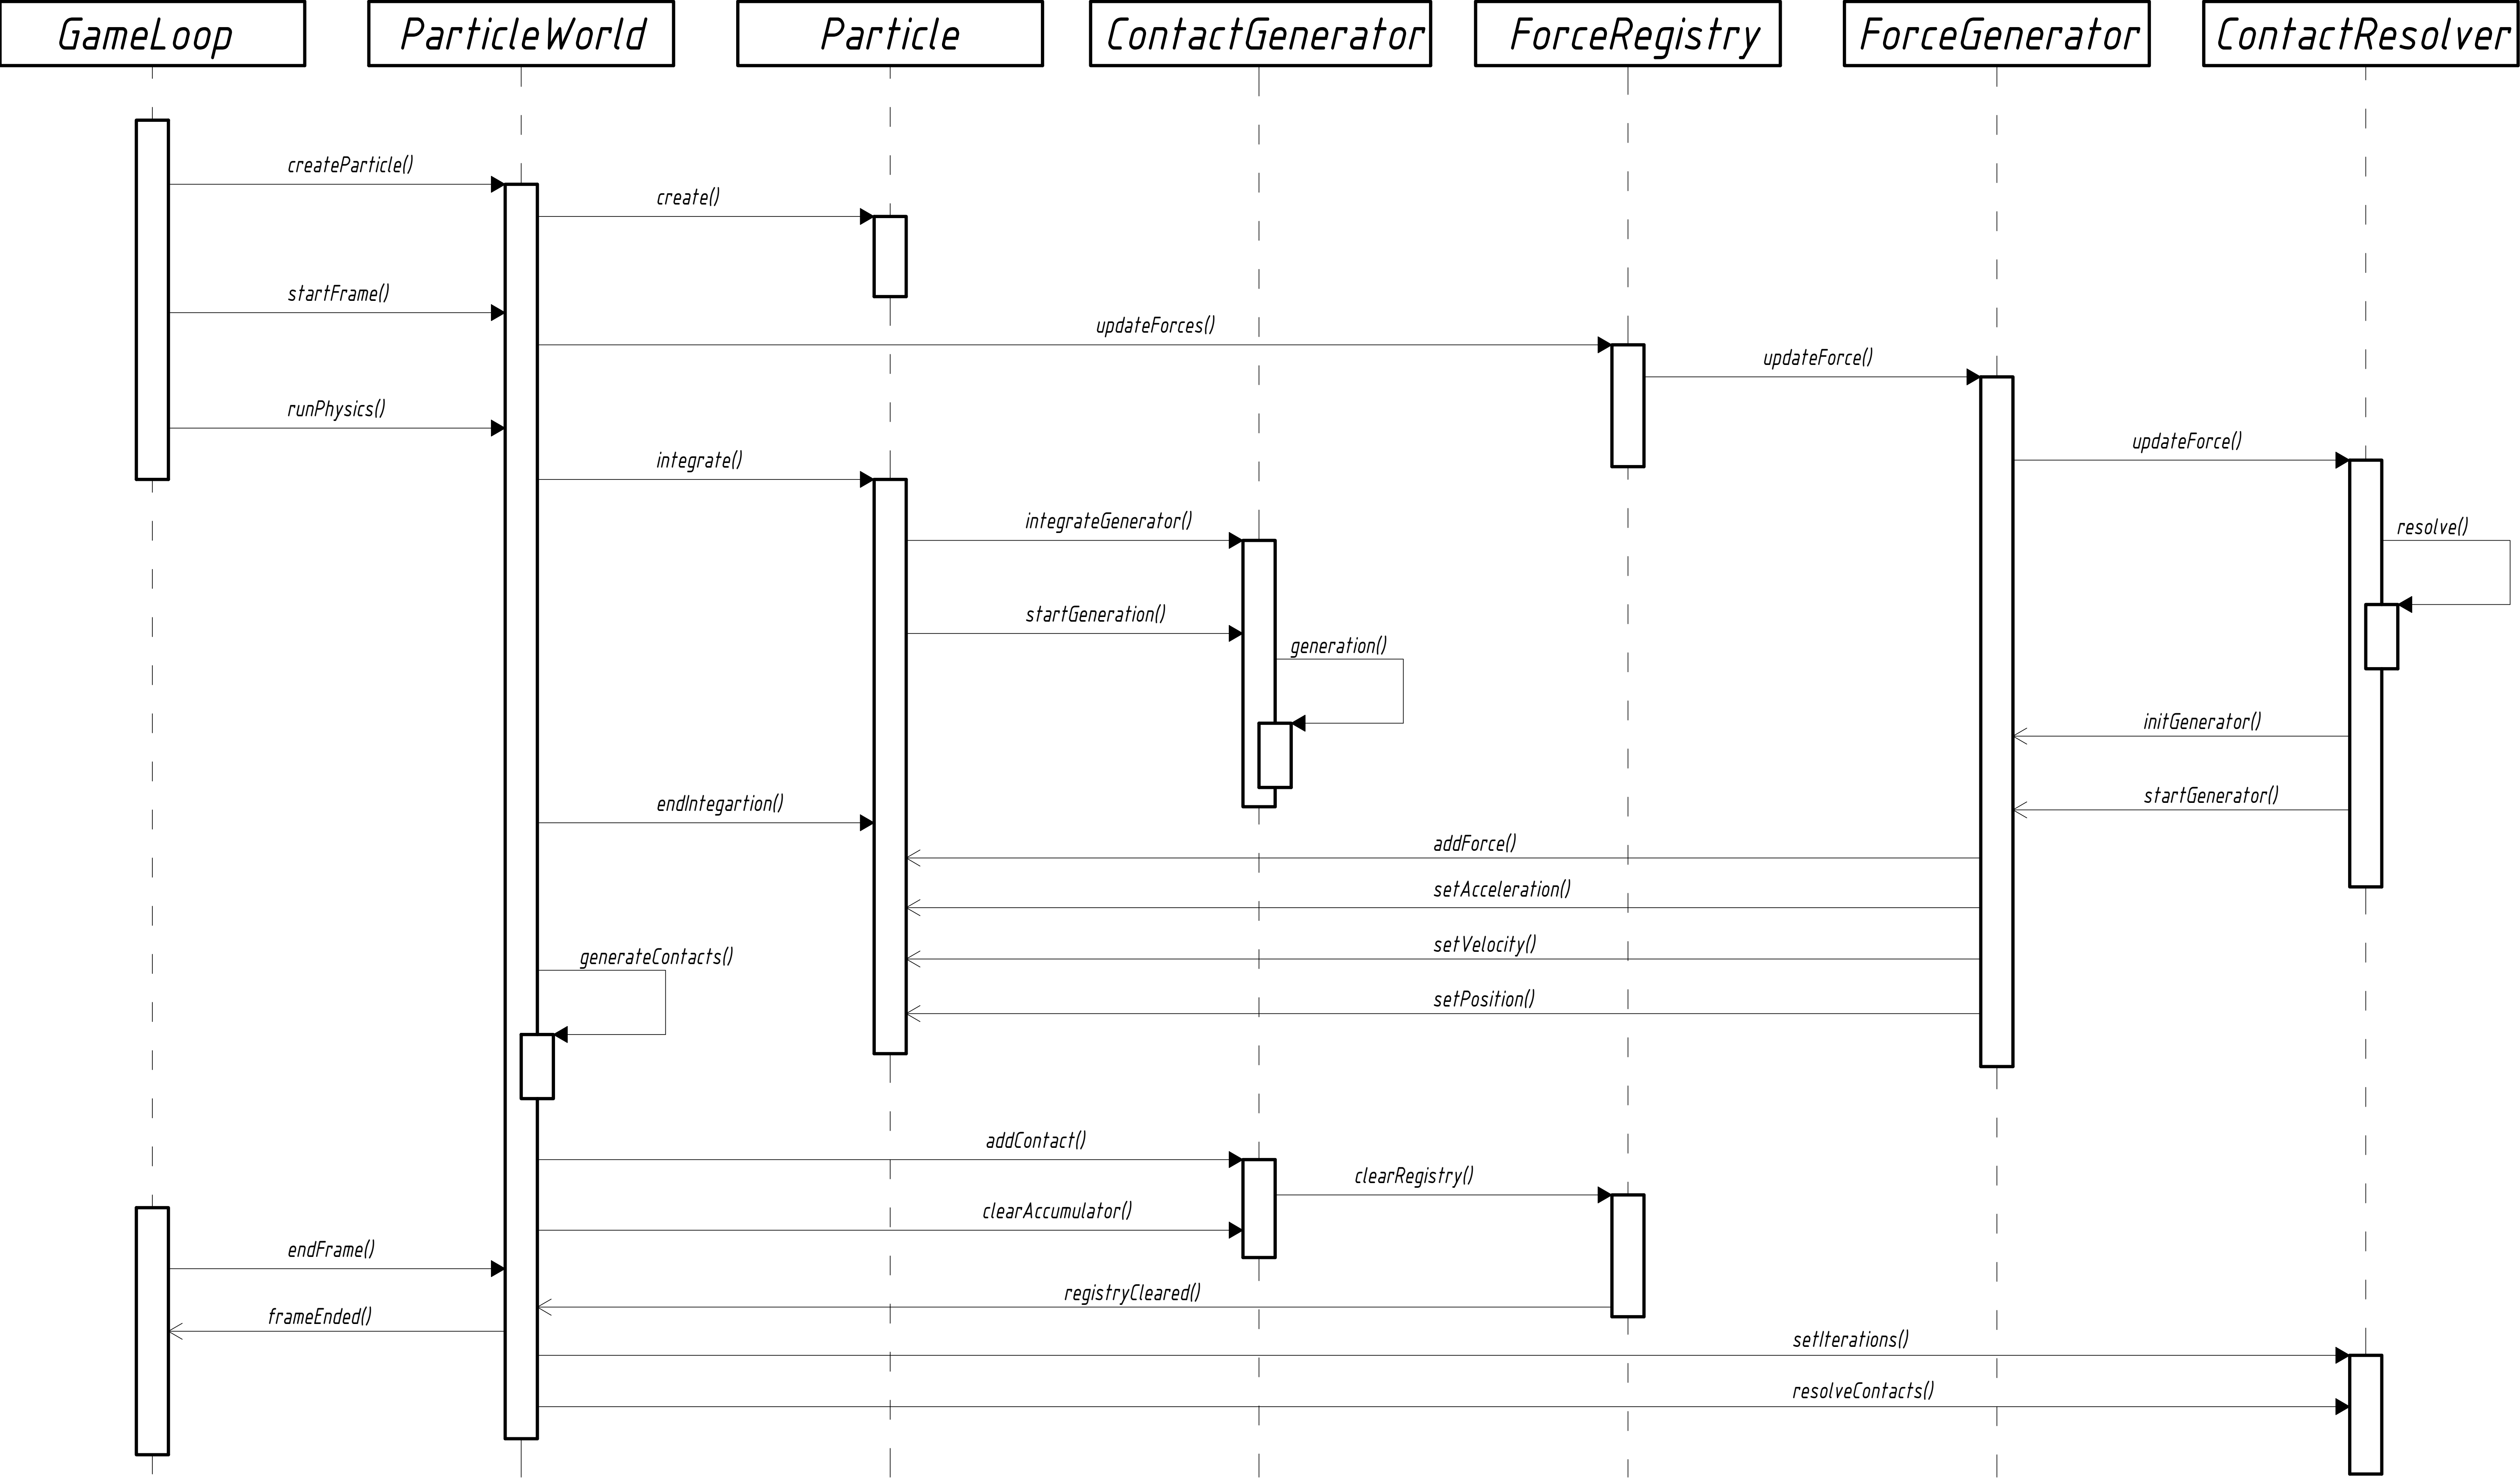 GameLoop
ParticleWorld
Particle
ContactGenerator
ForceRegistry
ForceGenerator
ContactResolver
createParticle()
create()
startFrame()
updateForces()
updateForce()
runPhysics()
updateForce()
integrate()
integrateGenerator()
resolve()
startGeneration()
generation()
initGenerator()
startGenerator()
endIntegartion()
addForce()
setAcceleration()
setVelocity()
generateContacts()
setPosition()
addContact()
clearRegistry()
clearAccumulator()
endFrame()
registryCleared()
frameEnded()
setIterations()
resolveContacts()